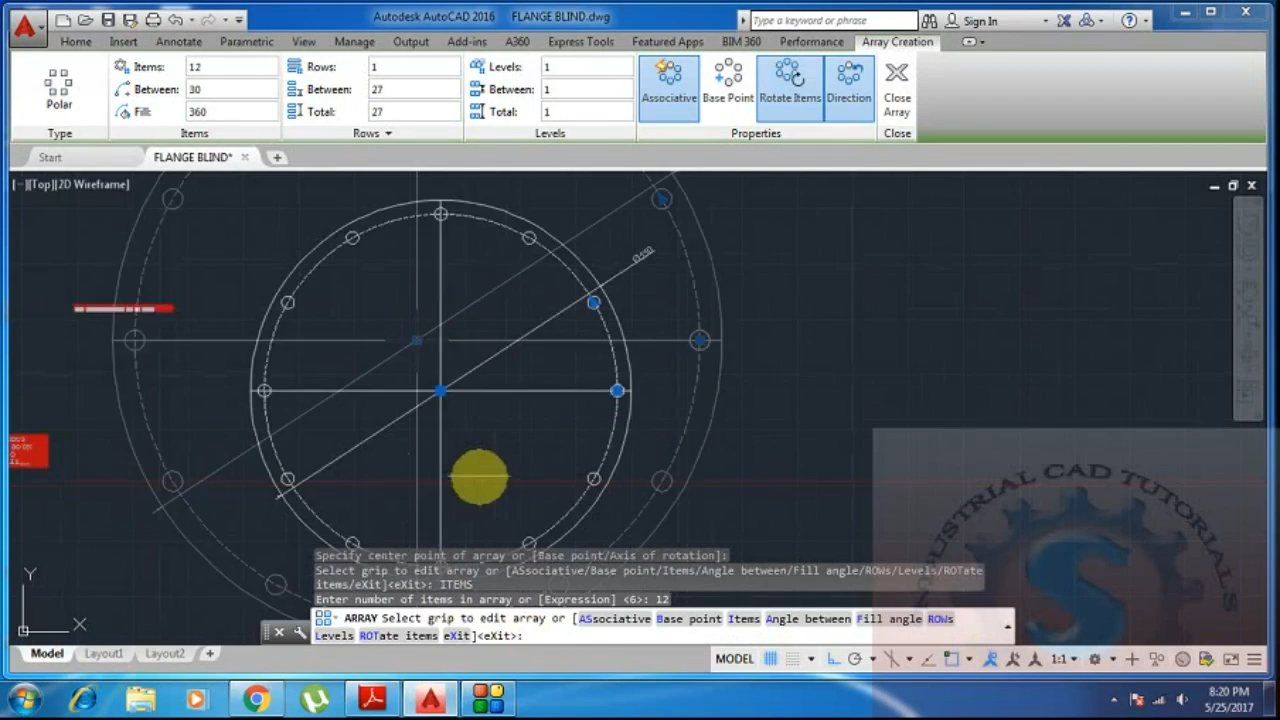 Autodesk AutoCAD 2016 FLANGE BLIND.dwg
Type a keyword or phrase
Sign In
Home Insert Annotate Parametric View Manage Output Add-ins A360 Express Tools Featured Apps BIM 360 Performance Array Creation
Items: 12 Rows: 1 Levels: 1
Between: 30 Between: 27 Between: 1
Fill: 360 Total: 27 Total: 1
Polar
Associative Base Point Rotate Items Direction Close
Array
Type Items Rows Levels Properties Close
Start FLANGE BLIND*
[−][Top][2D Wireframe]
INDUSTRIAL CAD TUTORIAL
S
Specify center point of array or [Base point/Axis of rotation]:
Select grip to edit array or [ASsociative/Base point/Items/Angle between/Fill angle/ROWs/Levels/ROTate
items/eXit]<eXit>: ITEMS
Enter number of items in array or [Expression] <6>: 12
ARRAY Select grip to edit array or [ASsociative Base point Items Angle between Fill angle ROWs
Levels ROTate items eXit]<eXit>:
Y
X
Model Layout1 Layout2 +
MODEL 1:1
8:20 PM
5/25/2017